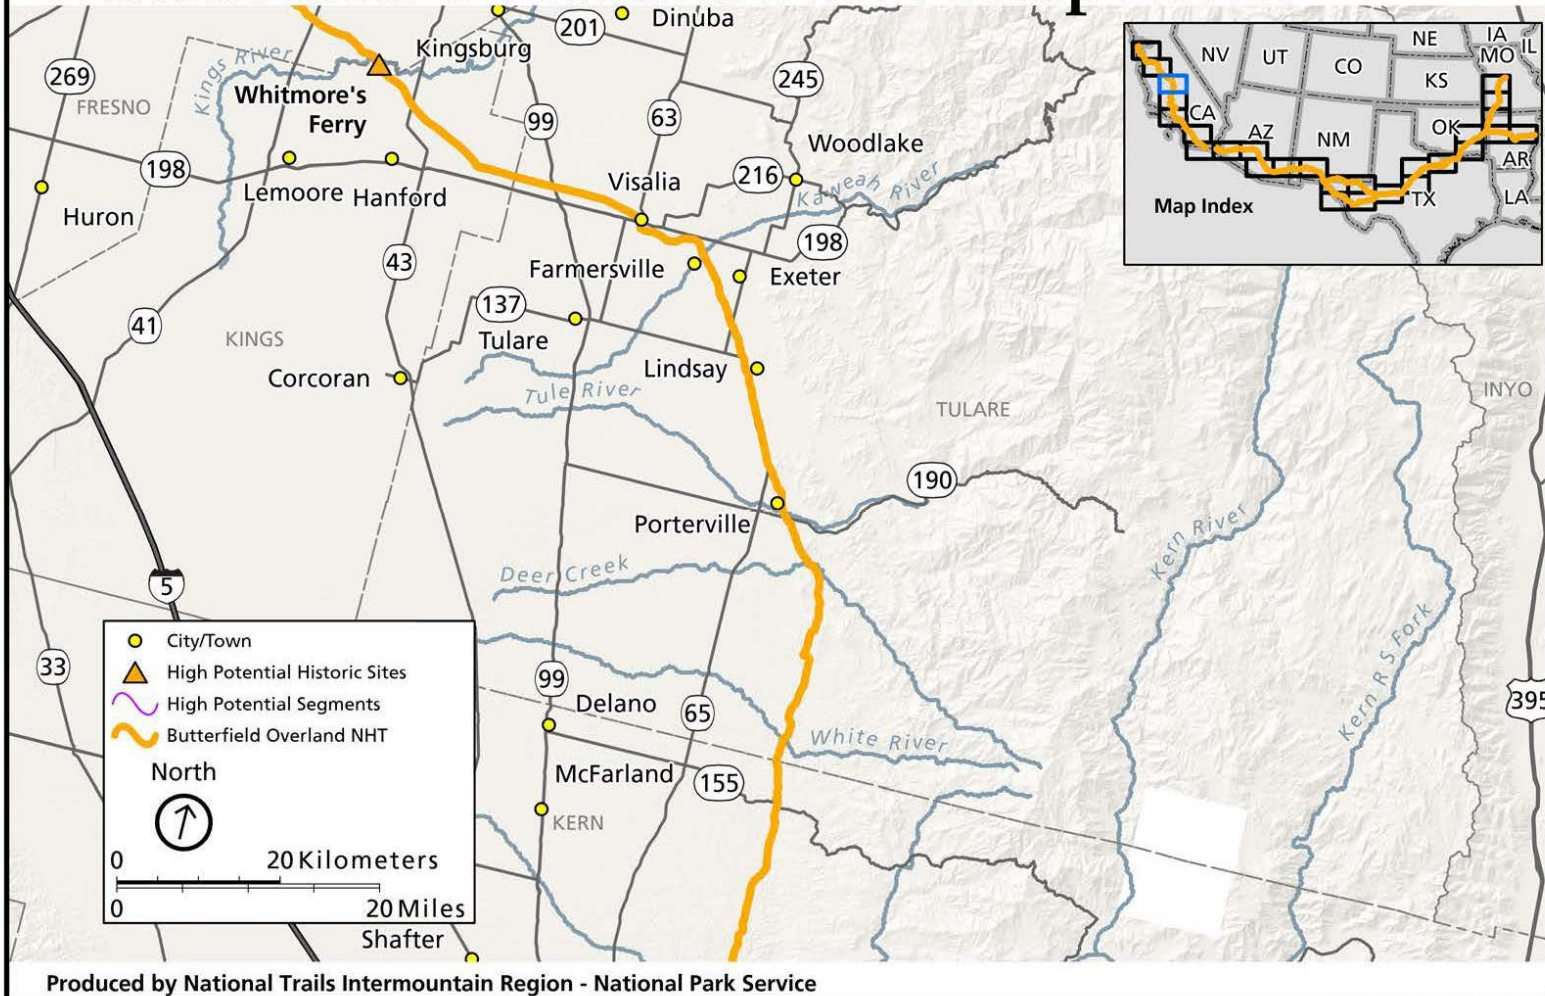 201
Dinuba
Kingsburg
269
Kings River
245
FRESNO
Whitmore's
Ferry
99
63
Woodlake
198
Lemoore
Hanford
Visalia
216
Kaweah River
Huron
198
43
Farmersville
Exeter
137
41
KINGS
Tulare
Corcoran
Lindsay
Tule River
TULARE
INYO
190
Porterville
Kern River
Deer Creek
5
33
99
Delano
65
White River
Kern R S Fork
395
McFarland
155
KERN
Shafter
NV
UT
CO
NE
IA
IL
MO
KS
CA
AZ
NM
OK
AR
TX
LA
Map Index
City/Town
High Potential Historic Sites
High Potential Segments
Butterfield Overland NHT
North
0 20 Kilometers
0 20 Miles
Produced by National Trails Intermountain Region - National Park Service